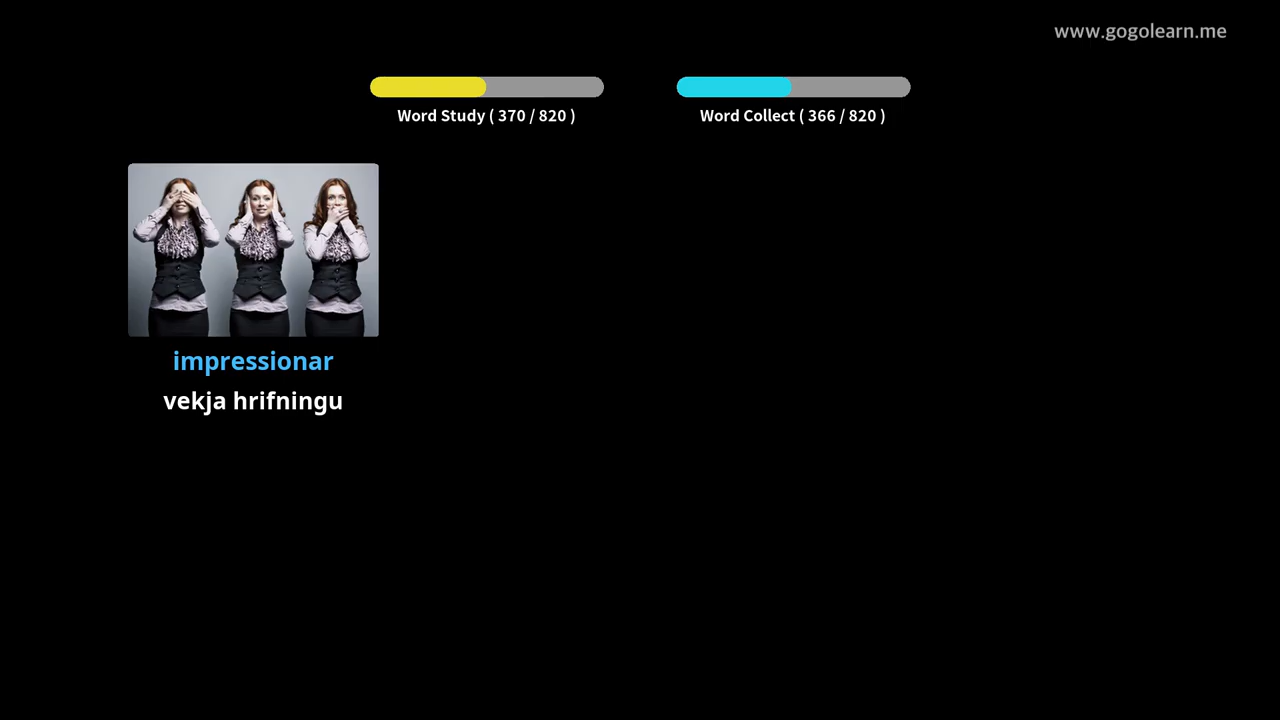 www.gogolearn.me
Word Study ( 370 / 820 )
Word Collect ( 366 / 820 )
impressionar
vekja hrifningu